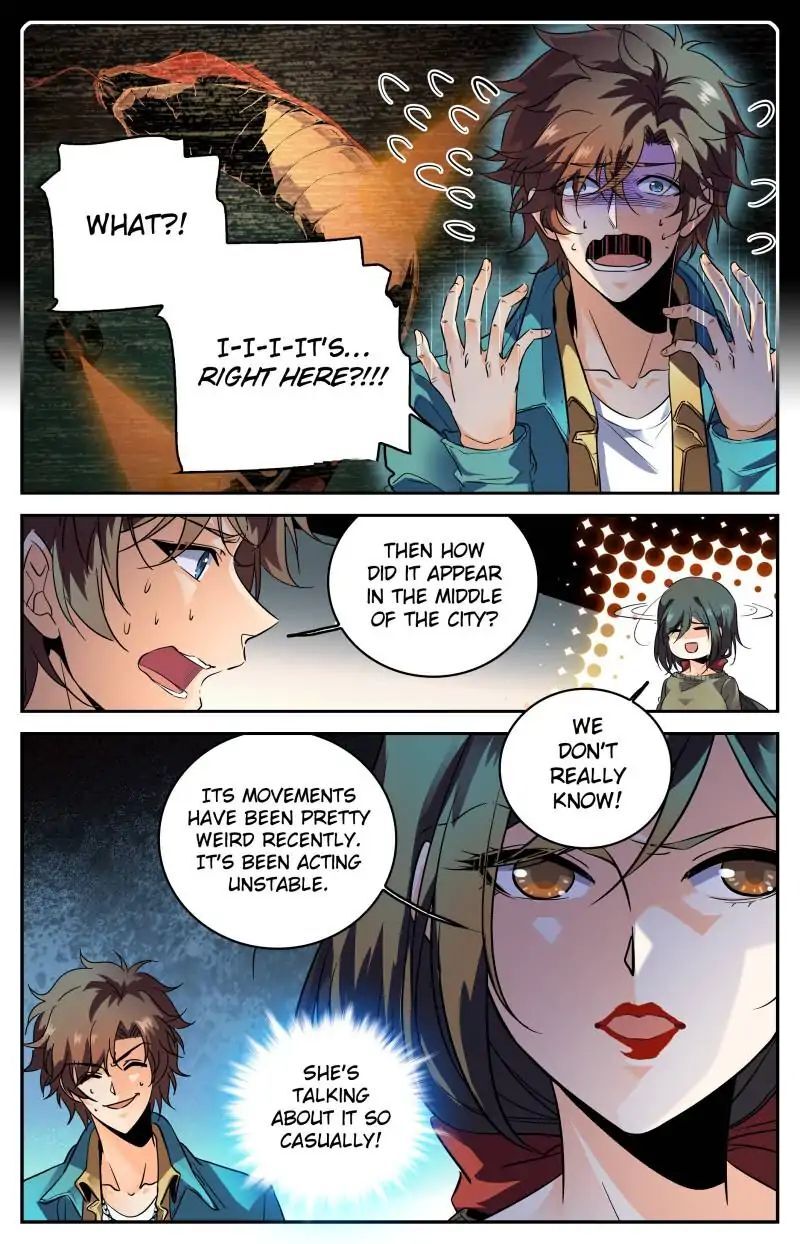 WHAT?!
I-I-I-IT'S...
RIGHT HERE?!!!
THEN HOW
DID IT APPEAR
IN THE MIDDLE
OF THE CITY?
WE
DON'T
REALLY
KNOW!
ITS MOVEMENTS
HAVE BEEN PRETTY
WEIRD RECENTLY.
IT'S BEEN ACTING
UNSTABLE.
SHE'S
TALKING
ABOUT IT SO
CASUALLY!